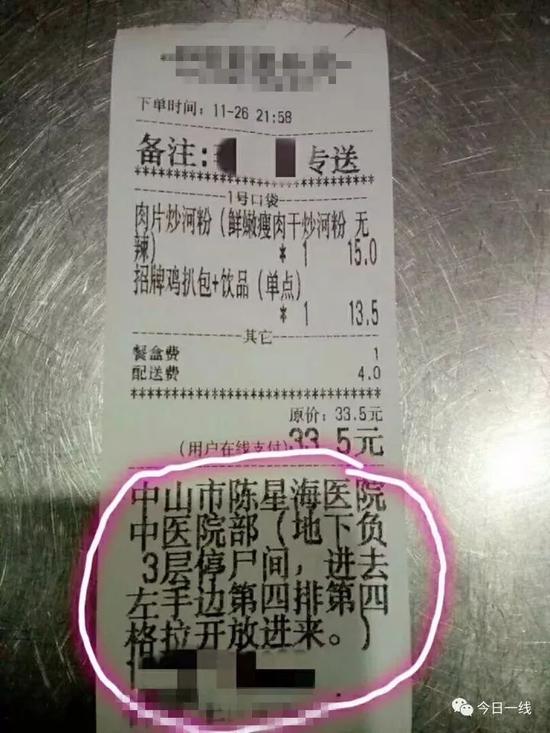 下单时间: 11-26 21:58
备注: 专送
1号口袋
肉片炒河粉(鲜嫩瘦肉干炒河粉 无
辣) * 1 15.0
招牌鸡扒包+饮品(单点)
* 1 13.5
其它
餐盒费 1
配送费 4.0
原价: 33.5元
(用户在线支付)33.5元
中山市陈星海医院
中医院部(地下负
3层停尸间, 进去
左手边第四排第四
格拉开放进来。)
今日一线